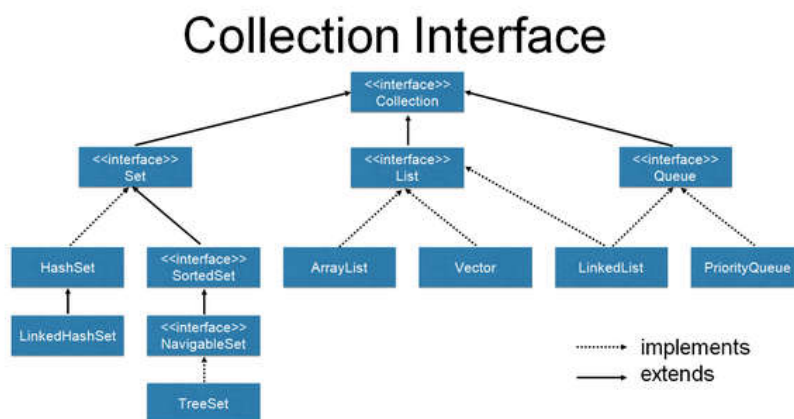 Collection Interface
<<interface>>
Collection
<<interface>>
Set
<<interface>>
List
<<interface>>
Queue
HashSet
<<interface>>
SortedSet
ArrayList
Vector
LinkedList
PriorityQueue
LinkedHashSet
<<interface>>
NavigableSet
TreeSet
implements
extends